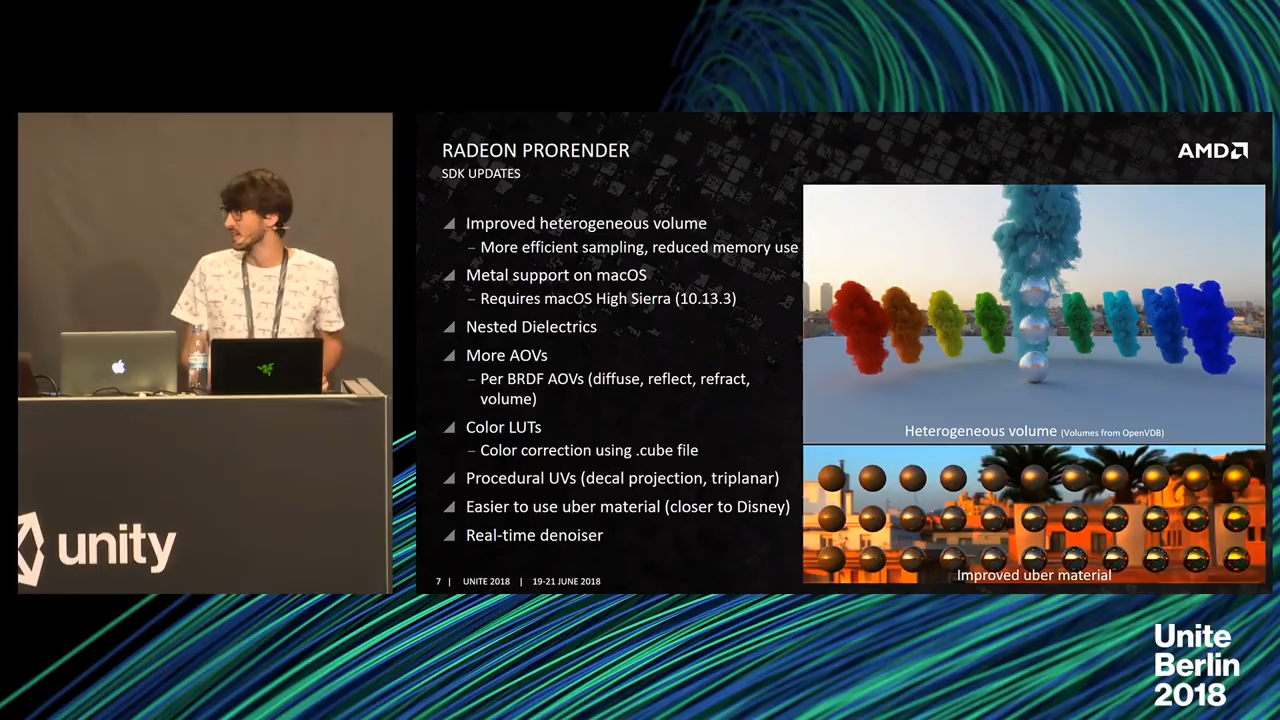 RADEON PRORENDER
SDK UPDATES
AMD
Improved heterogeneous volume
– More efficient sampling, reduced memory use
Metal support on macOS
– Requires macOS High Sierra (10.13.3)
Nested Dielectrics
More AOVs
– Per BRDF AOVs (diffuse, reflect, refract,
volume)
Color LUTs
– Color correction using .cube file
Procedural UVs (decal projection, triplanar)
Easier to use uber material (closer to Disney)
Real-time denoiser
Heterogeneous volume (Volumes from OpenVDB)
Improved uber material
7 | UNITE 2018 | 19-21 JUNE 2018
unity
Unite
Berlin
2018